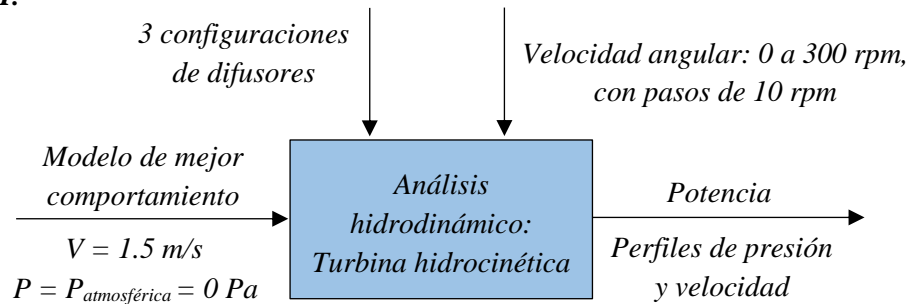 3 configuraciones
de difusores
Velocidad angular: 0 a 300 rpm,
con pasos de 10 rpm
Modelo de mejor
comportamiento
V = 1.5 m/s
P = Patmosférica = 0 Pa
Análisis
hidrodinámico:
Turbina hidrocinética
Potencia
Perfiles de presión
y velocidad